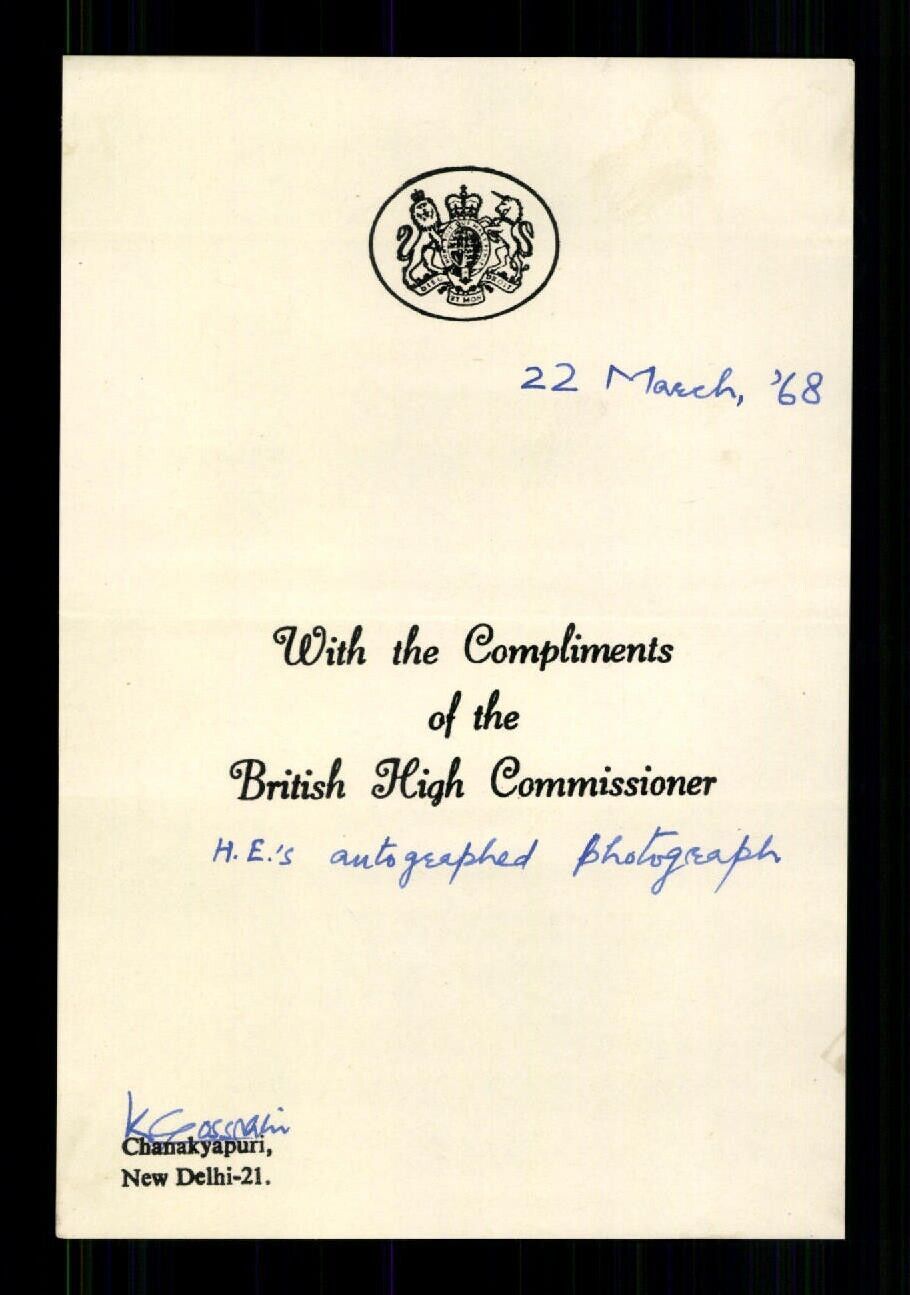 22 March, '68
With the Compliments
of the
British High Commissioner
H.E.'s autographed photograph
Chanakyapuri,
New Delhi-21.